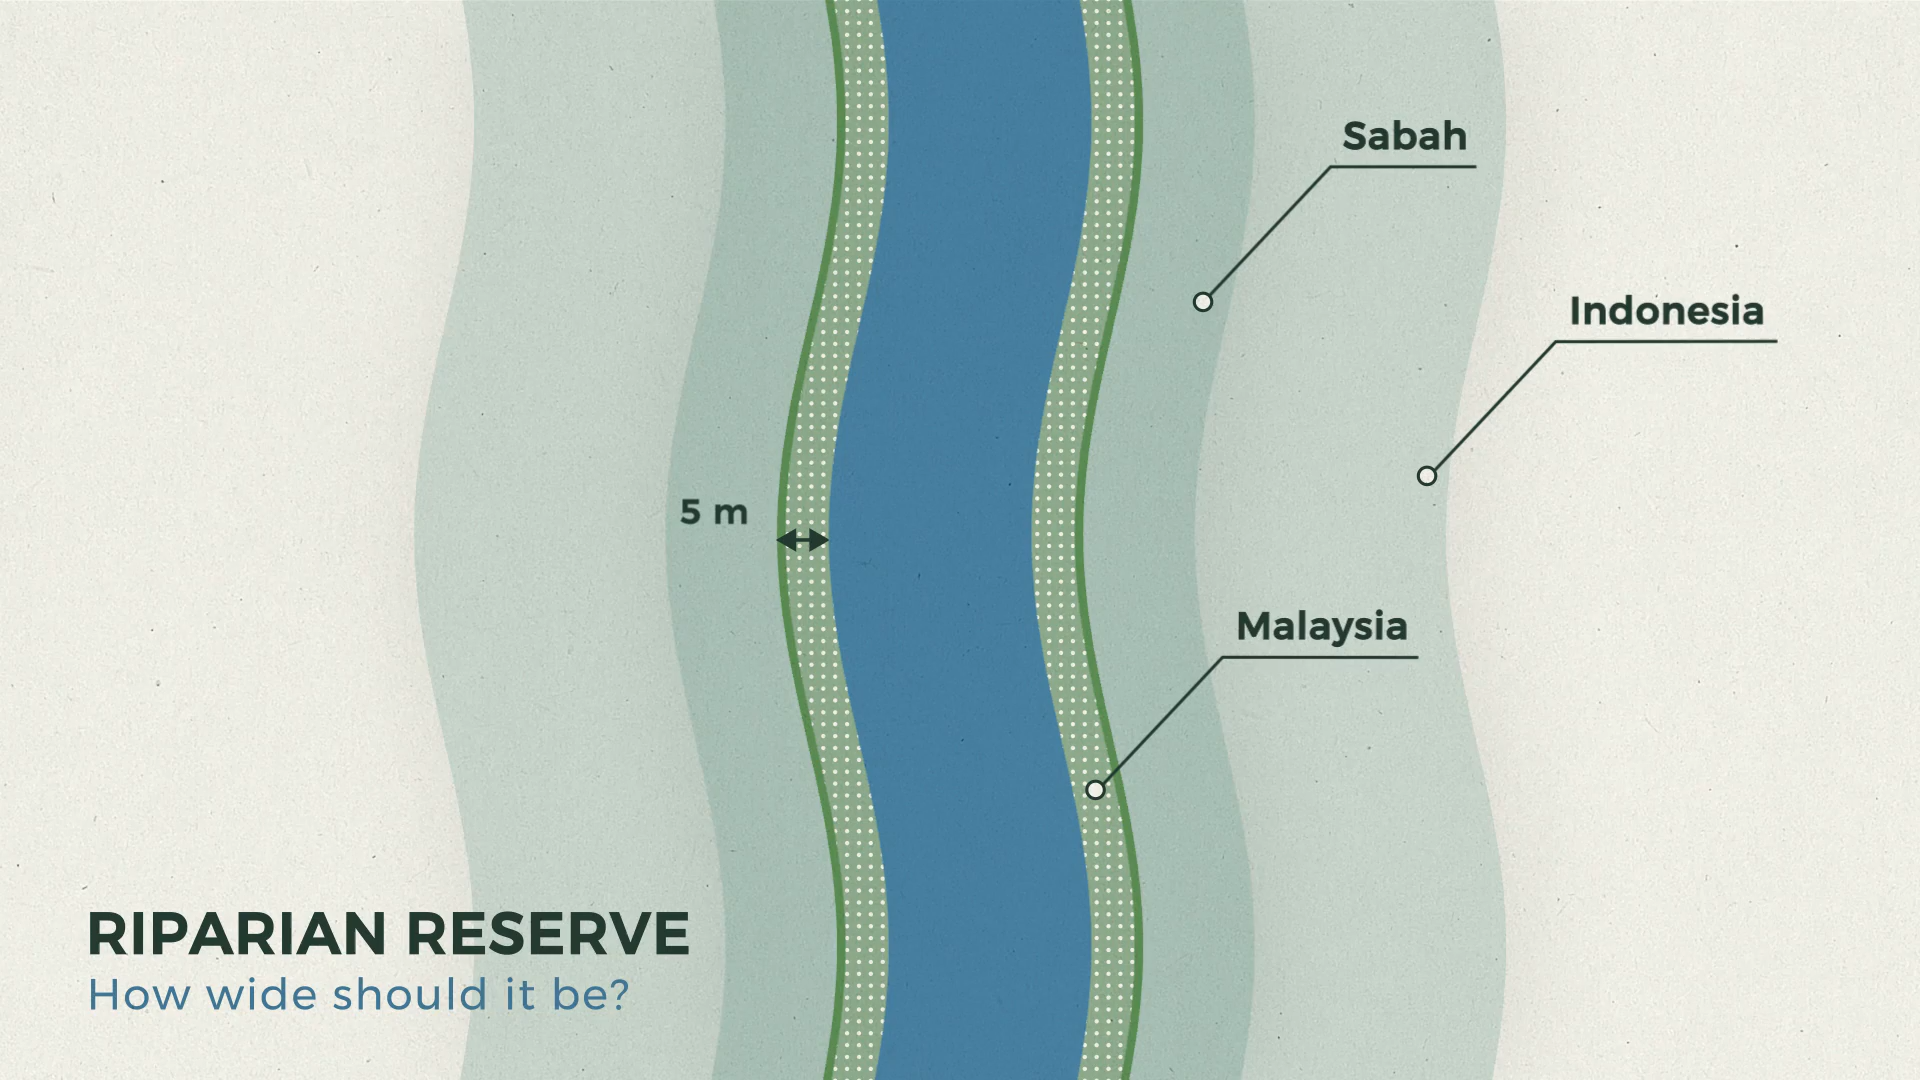 Sabah
Indonesia
5 m
Malaysia
RIPARIAN RESERVE
How wide should it be?